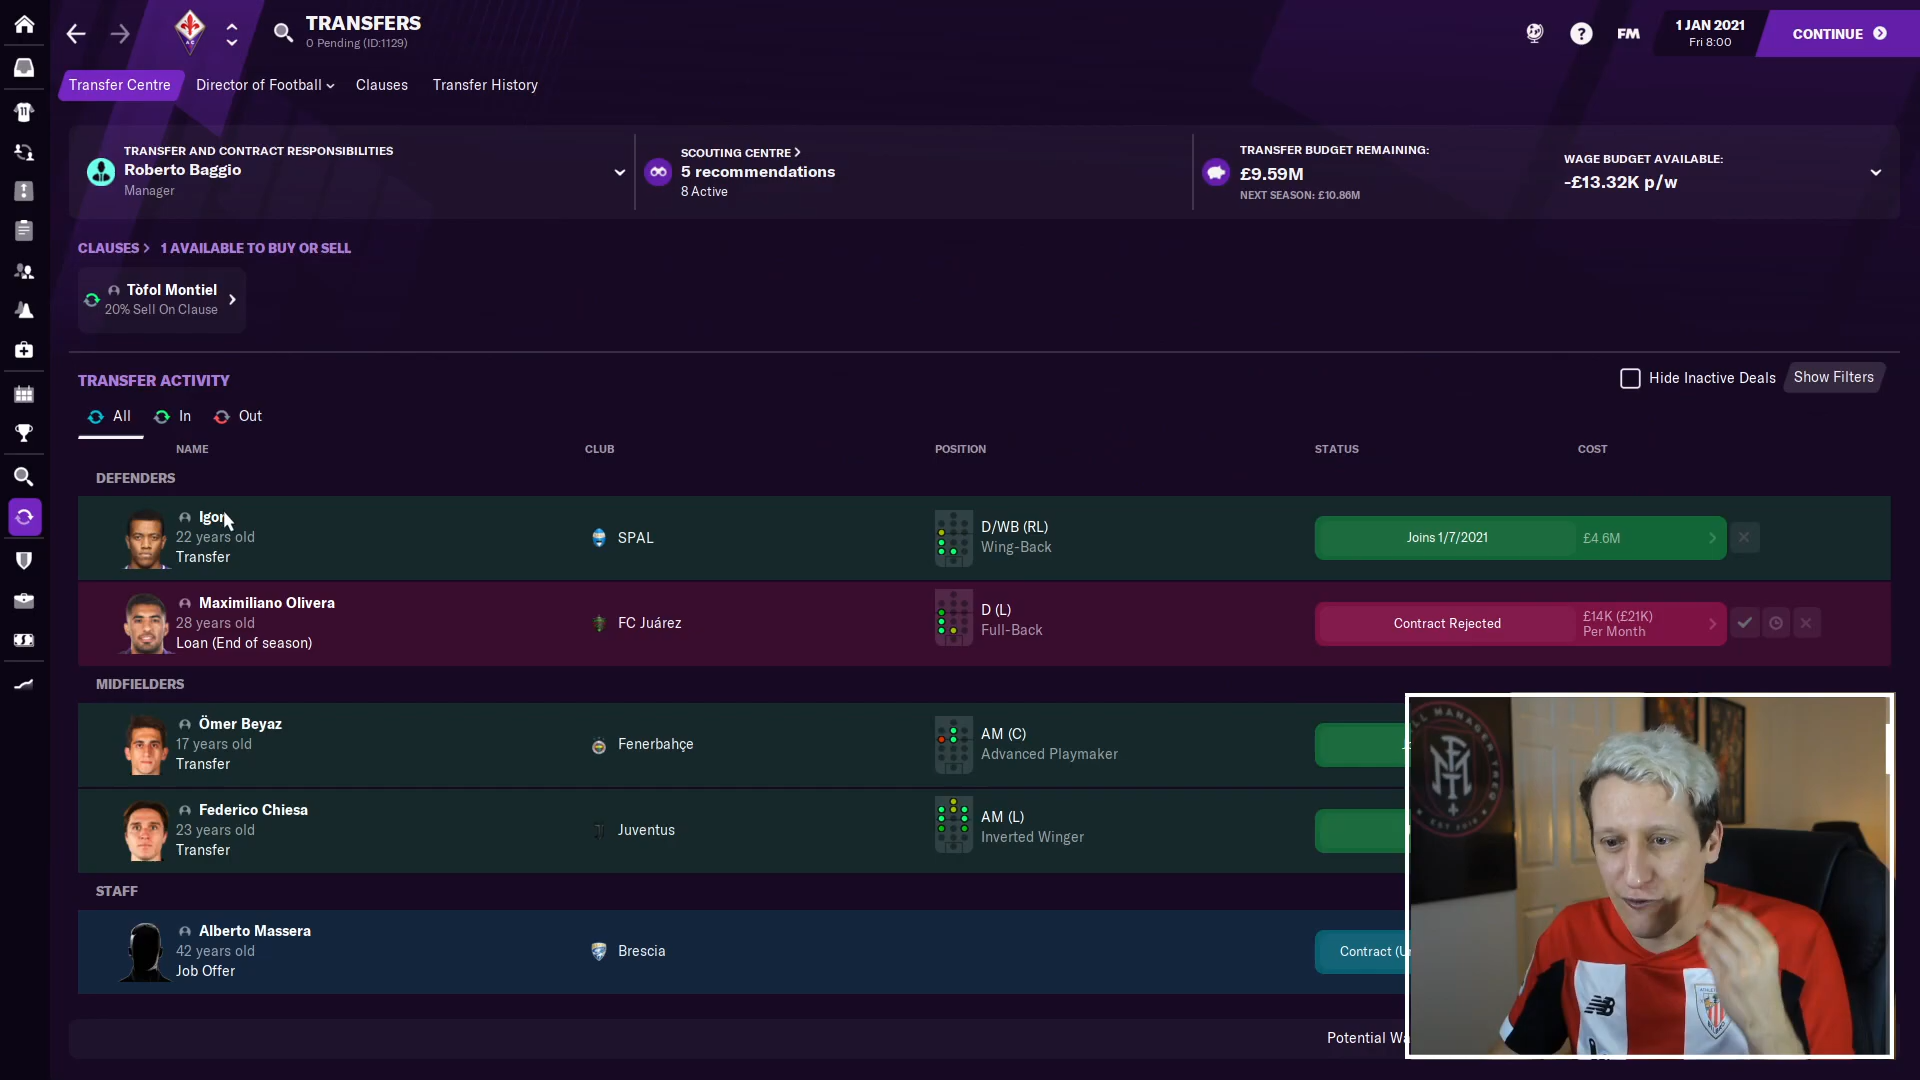 TRANSFERS
0 Pending (ID:1129)
FM
1 JAN 2021
Fri 8:00
CONTINUE
Transfer Centre
Director of Football
Clauses
Transfer History
TRANSFER AND CONTRACT RESPONSIBILITIES
Roberto Baggio
Manager
SCOUTING CENTRE
5 recommendations
8 Active
TRANSFER BUDGET REMAINING:
£9.59M
NEXT SEASON: £10.86M
WAGE BUDGET AVAILABLE:
-£13.32K p/w
CLAUSES > 1 AVAILABLE TO BUY OR SELL
Tòfol Montiel
20% Sell On Clause
TRANSFER ACTIVITY
Hide Inactive Deals
Show Filters
All
In
Out
NAME CLUB POSITION STATUS COST
DEFENDERS
Igor
22 years old
Transfer
SPAL
D/WB (RL)
Wing-Back
Joins 1/7/2021
£4.6M
Maximiliano Olivera
28 years old
Loan (End of season)
FC Juárez
D (L)
Full-Back
Contract Rejected
£14K (£21K)
Per Month
MIDFIELDERS
Ömer Beyaz
17 years old
Transfer
Fenerbahçe
AM (C)
Advanced Playmaker
Federico Chiesa
23 years old
Transfer
Juventus
AM (L)
Inverted Winger
STAFF
Alberto Massera
42 years old
Job Offer
Brescia
Contract
Potential